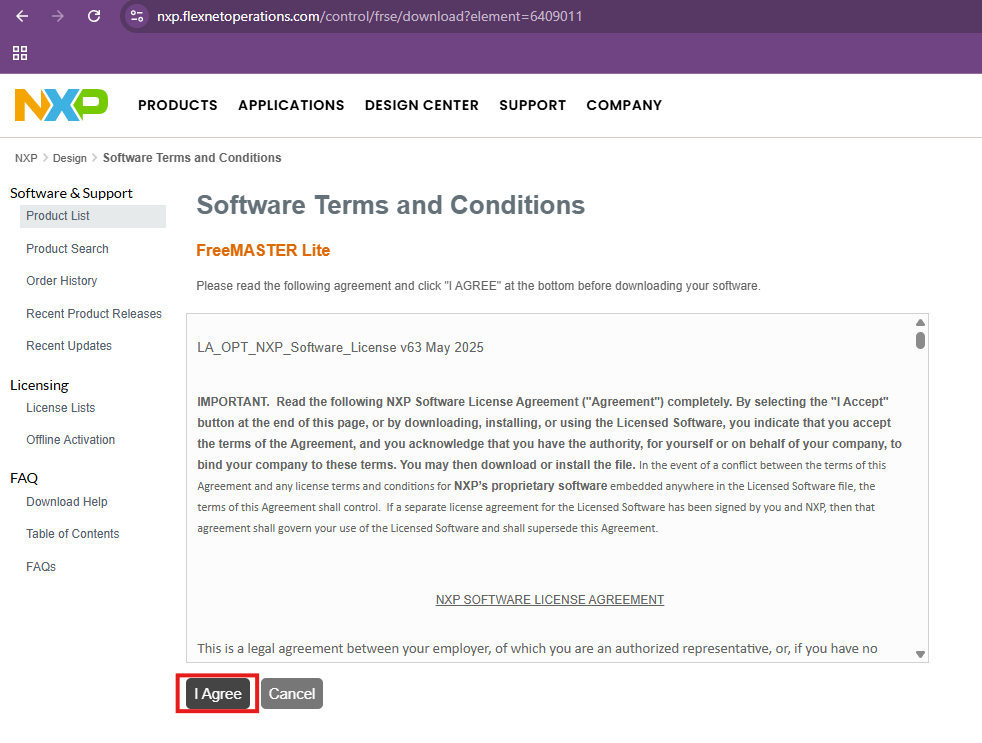 nxp.flexnetoperations.com/control/frse/download?element=6409011
NXP
PRODUCTS APPLICATIONS DESIGN CENTER SUPPORT COMPANY
NXP > Design > Software Terms and Conditions
Software & Support
Product List
Product Search
Order History
Recent Product Releases
Recent Updates
Licensing
License Lists
Offline Activation
FAQ
Download Help
Table of Contents
FAQs
Software Terms and Conditions
FreeMASTER Lite
Please read the following agreement and click "I AGREE" at the bottom before downloading your software.
LA_OPT_NXP_Software_License v63 May 2025
IMPORTANT.  Read the following NXP Software License Agreement ("Agreement") completely. By selecting the "I Accept"
button at the end of this page, or by downloading, installing, or using the Licensed Software, you indicate that you accept
the terms of the Agreement, and you acknowledge that you have the authority, for yourself or on behalf of your company, to
bind your company to these terms. You may then download or install the file. In the event of a conflict between the terms of this
Agreement and any license terms and conditions for NXP's proprietary software embedded anywhere in the Licensed Software file, the
terms of this Agreement shall control.  If a separate license agreement for the Licensed Software has been signed by you and NXP, then that
agreement shall govern your use of the Licensed Software and shall supersede this Agreement.
NXP SOFTWARE LICENSE AGREEMENT
This is a legal agreement between your employer, of which you are an authorized representative, or, if you have no
I Agree Cancel